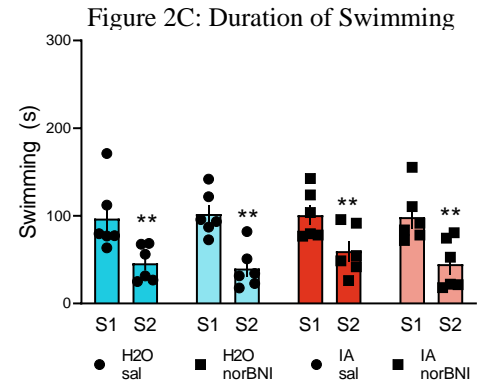 Figure 2C: Duration of Swimming
Swimming (s)
300
200
100
0
** ** ** **
S1 S2 S1 S2 S1 S2 S1 S2
H2O sal
H2O norBNI
IA sal
IA norBNI